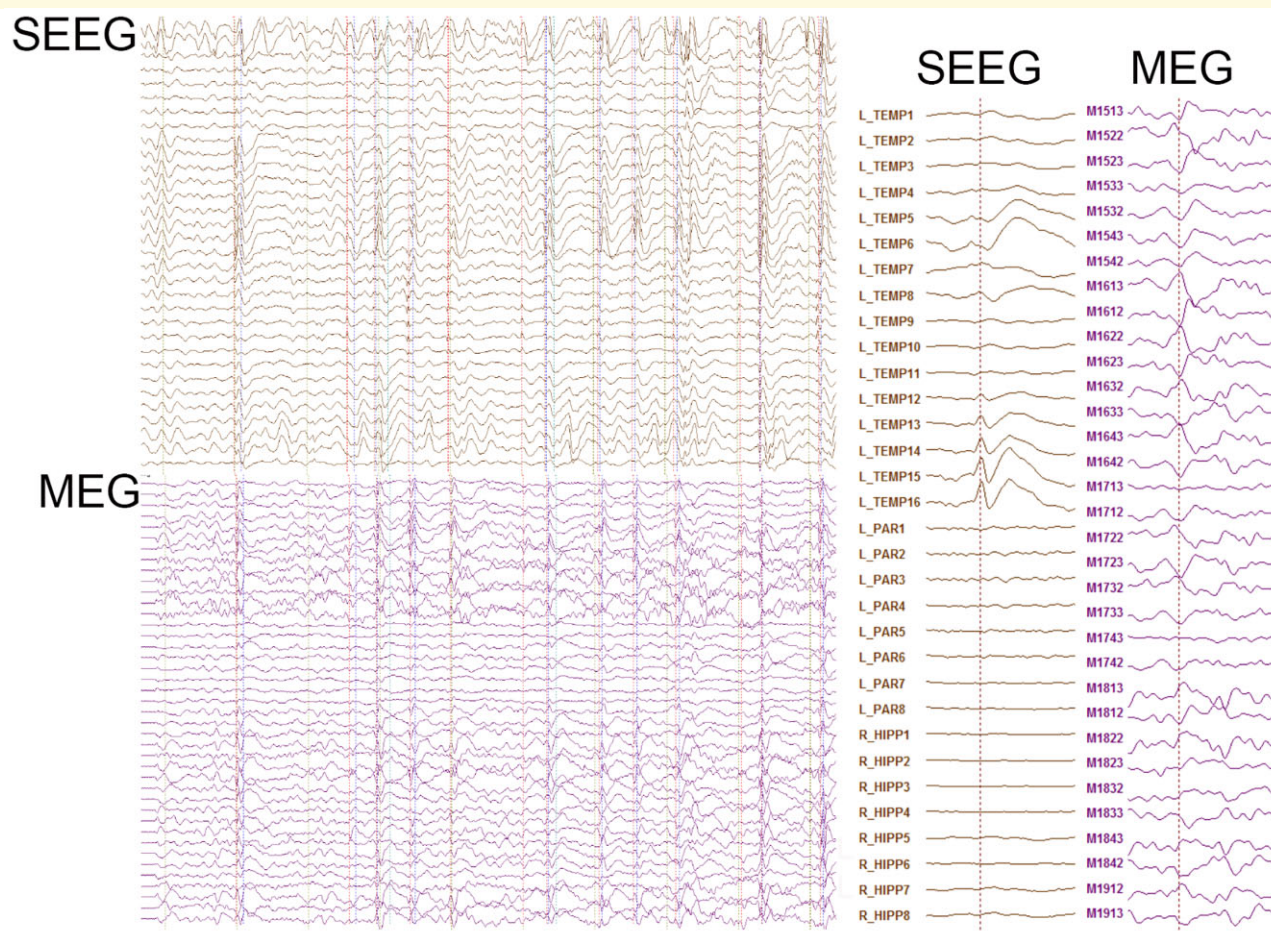 SEEG
MEG
SEEG
L_TEMP1
L_TEMP2
L_TEMP3
L_TEMP4
L_TEMP5
L_TEMP6
L_TEMP7
L_TEMP8
L_TEMP9
L_TEMP10
L_TEMP11
L_TEMP12
L_TEMP13
L_TEMP14
L_TEMP15
L_TEMP16
L_PAR1
L_PAR2
L_PAR3
L_PAR4
L_PAR5
L_PAR6
L_PAR7
L_PAR8
R_HIPP1
R_HIPP2
R_HIPP3
R_HIPP4
R_HIPP5
R_HIPP6
R_HIPP7
R_HIPP8
MEG
M1513
M1522
M1523
M1533
M1532
M1543
M1542
M1613
M1612
M1622
M1623
M1632
M1633
M1643
M1642
M1713
M1712
M1722
M1723
M1732
M1733
M1743
M1742
M1813
M1812
M1822
M1823
M1832
M1833
M1843
M1842
M1912
M1913